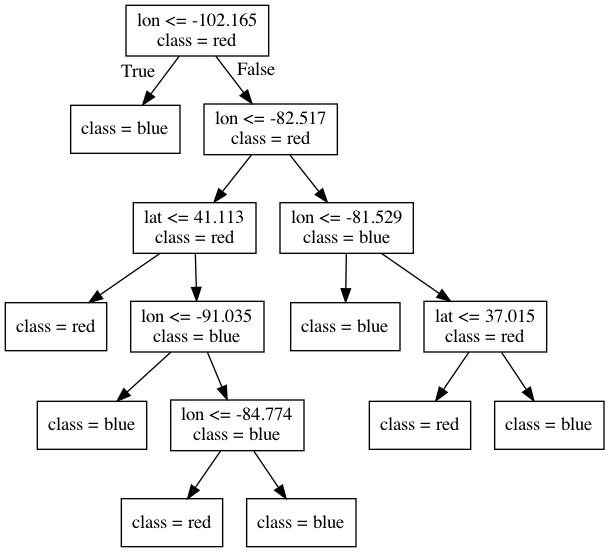 lon <= -102.165
class = red
True
False
class = blue
lon <= -82.517
class = red
lat <= 41.113
class = red
lon <= -81.529
class = blue
class = red
lon <= -91.035
class = blue
class = blue
lat <= 37.015
class = red
class = blue
lon <= -84.774
class = blue
class = red
class = blue
class = red
class = blue